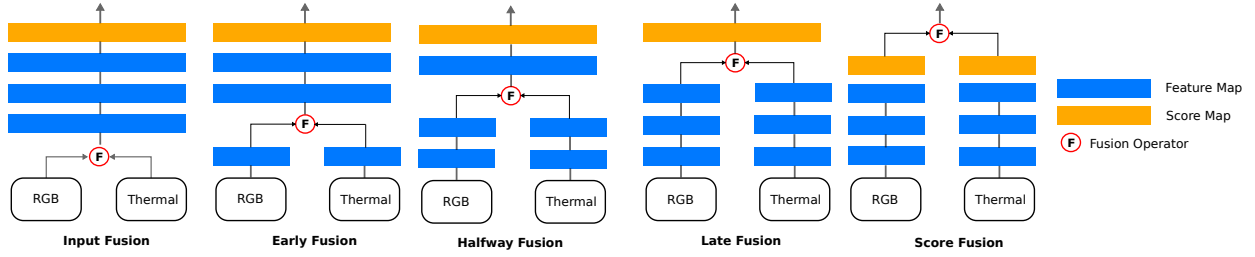 F
RGB
Thermal
Input Fusion
F
RGB
Thermal
Early Fusion
F
RGB
Thermal
Halfway Fusion
F
RGB
Thermal
Late Fusion
F
RGB
Thermal
Score Fusion
Feature Map
Score Map
F Fusion Operator